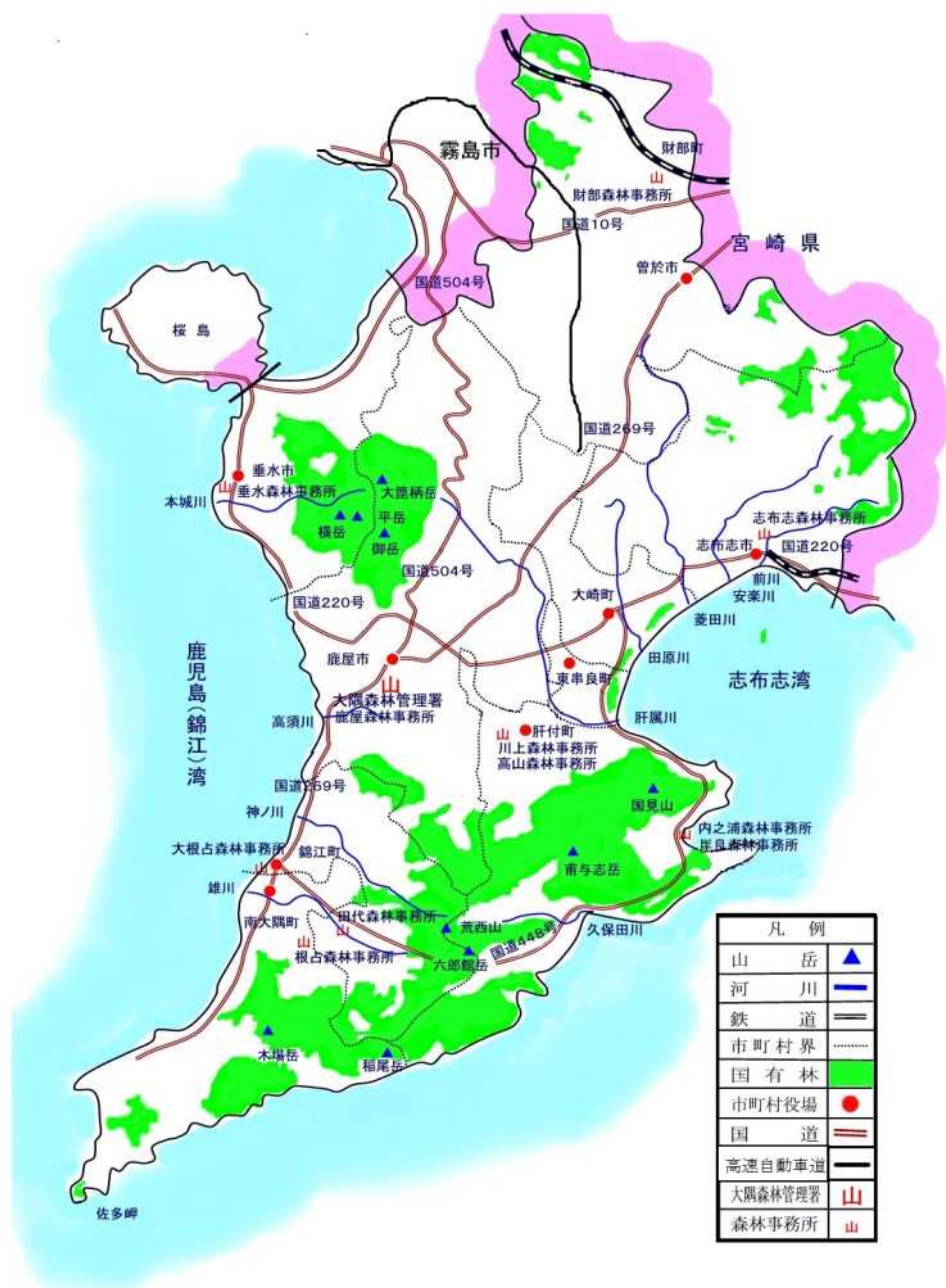 霧島市
財部町
山
財部森林事務所
国道10号
宮崎県
曽於市
国道504号
桜島
国道269号
垂水市
山
垂水森林事務所
本城川
大箆柄岳
横岳
平岳
御岳
国道504号
国道220号
志布志森林事務所
山
志布志市
国道220号
前川
安楽川
菱田川
大崎町
田原川
志布志湾
鹿屋市
山
大隅森林管理署
鹿屋森林事務所
東串良町
高須川
鹿児島(錦江)湾
肝属川
山
肝付町
川上森林事務所
高山森林事務所
国道269号
神ノ川
国見山
山
内之浦森林事務所
岸良森林事務所
大根占森林事務所
山
錦江町
甫与志岳
雄川
南大隅町
田代森林事務所
山
山
根占森林事務所
荒西山
六郎館岳
国道448号
久保田川
木場岳
稲尾岳
佐多岬
凡例
山岳
河川
鉄道
市町村界
国有林
市町村役場
国道
高速自動車道
大隅森林管理署 山
森林事務所 山